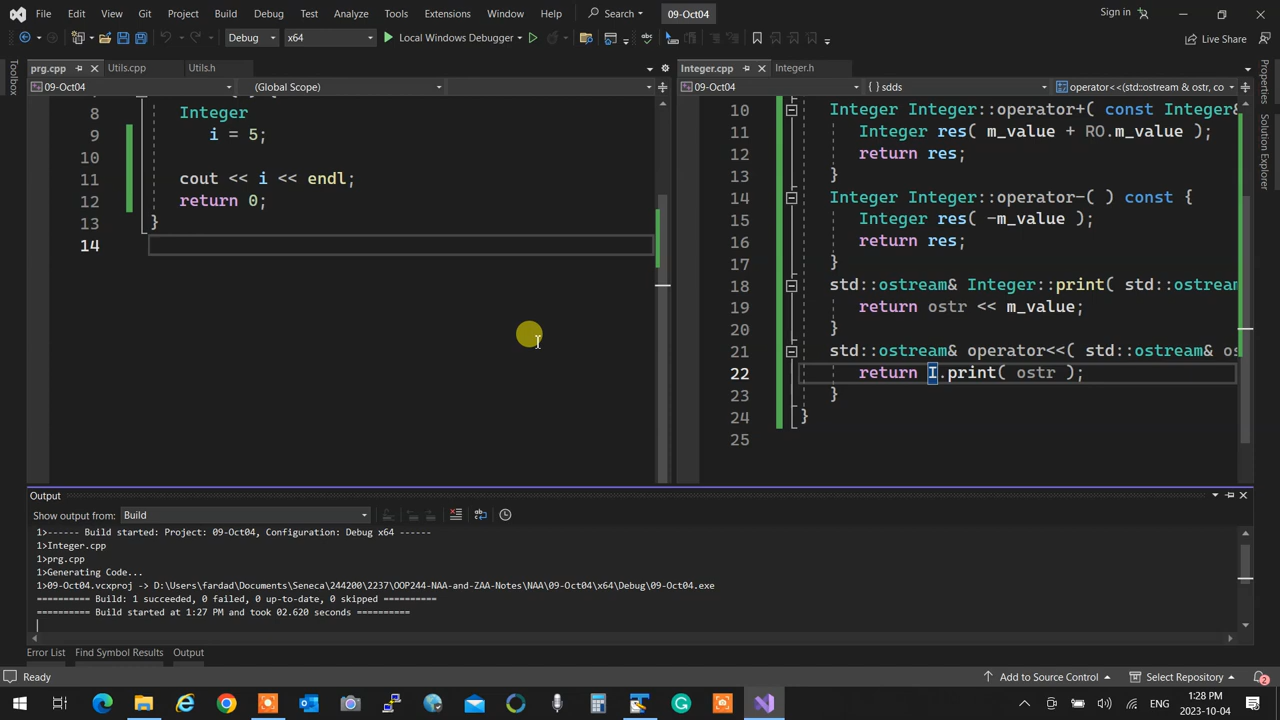 File Edit View Git Project Build Debug Test Analyze Tools Extensions Window Help Search 09-Oct04 Sign in
Debug x64 Local Windows Debugger Live Share
Toolbox
prg.cpp Utils.cpp Utils.h
09-Oct04 (Global Scope)
8 Integer
9 i = 5;
10
11 cout << i << endl;
12 return 0;
13 }
14
Integer.cpp Integer.h
09-Oct04 { } sdds operator<<(std::ostream & ostr, co
10 Integer Integer::operator+( const Integer&
11 Integer res( m_value + RO.m_value );
12 return res;
13 }
14 Integer Integer::operator-( ) const {
15 Integer res( -m_value );
16 return res;
17 }
18 std::ostream& Integer::print( std::ostream
19 return ostr << m_value;
20 }
21 std::ostream& operator<<( std::ostream& os
22 return I.print( ostr );
23 }
24 }
25
Properties
Solution Explorer
Output
Show output from: Build
1>------ Build started: Project: 09-Oct04, Configuration: Debug x64 ------
1>Integer.cpp
1>prg.cpp
1>Generating Code...
1>09-Oct04.vcxproj -> D:\Users\fardad\Documents\Seneca\244200\2237\OOP244-NAA-and-ZAA-Notes\NAA\09-Oct04\x64\Debug\09-Oct04.exe
========== Build: 1 succeeded, 0 failed, 0 up-to-date, 0 skipped ==========
========== Build started at 1:27 PM and took 02.620 seconds ==========
Error List Find Symbol Results Output
Ready Add to Source Control Select Repository 2
ENG 1:28 PM
2023-10-04